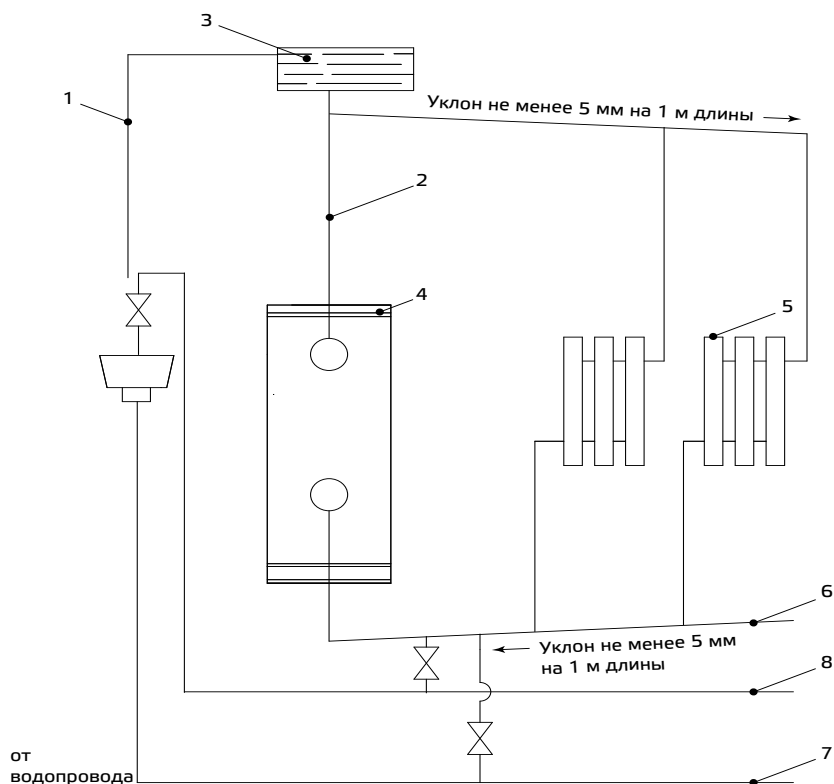 3
1
Уклон не менее 5 мм на 1 м длины
2
4
5
6
Уклон не менее 5 мм
на 1 м длины
8
от
водопровода
7